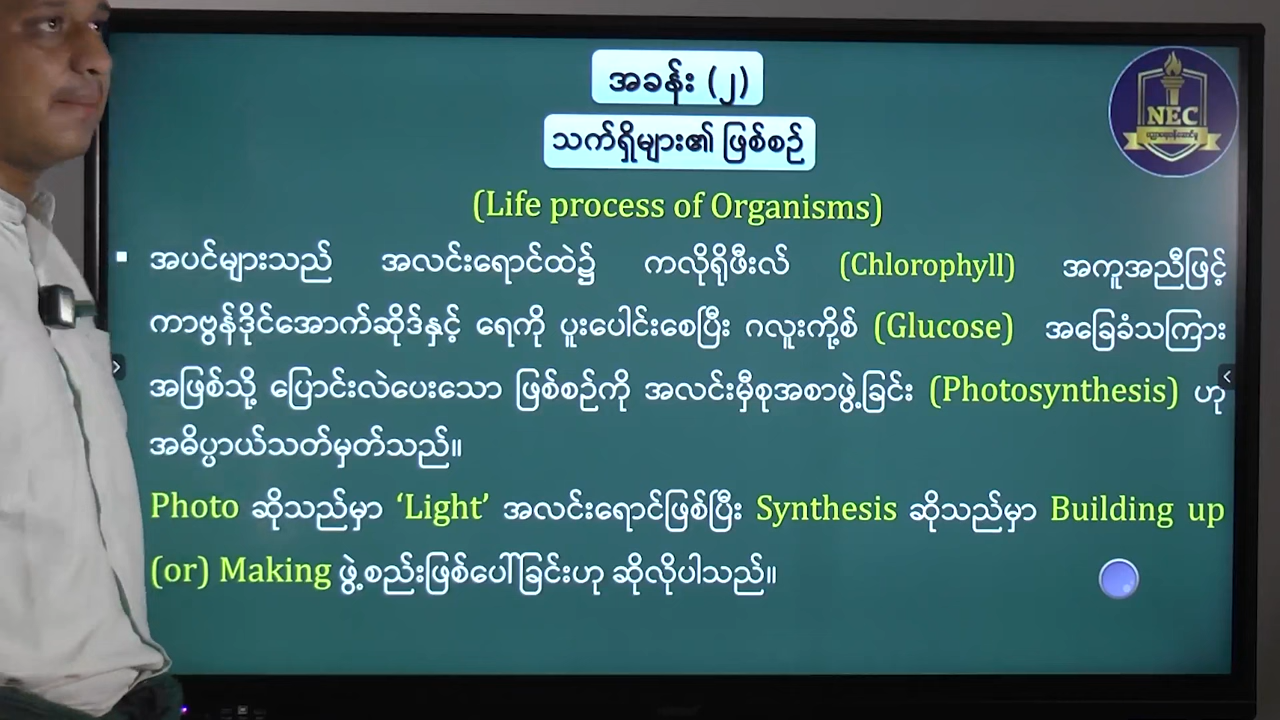 အခန်း (၂)
သက်ရှိများ၏ ဖြစ်စဉ်
NEC
(Life process of Organisms)
▪ အပင်များသည် အလင်းရောင်ထဲ၌ ကလိုရိုဖီးလ် (Chlorophyll) အကူအညီဖြင့်
ကာဗွန်ဒိုင်အောက်ဆိုဒ်နှင့် ရေကို ပူးပေါင်းစေပြီး ဂလူးကို့စ် (Glucose) အခြေခံသကြား
အဖြစ်သို့ ပြောင်းလဲပေးသော ဖြစ်စဉ်ကို အလင်းမှီစုအစာဖွဲ့ခြင်း (Photosynthesis) ဟု
အဓိပ္ပာယ်သတ်မှတ်သည်။
Photo ဆိုသည်မှာ ‘Light’ အလင်းရောင်ဖြစ်ပြီး Synthesis ဆိုသည်မှာ Building up
(or) Making ဖွဲ့စည်းဖြစ်ပေါ်ခြင်းဟု ဆိုလိုပါသည်။